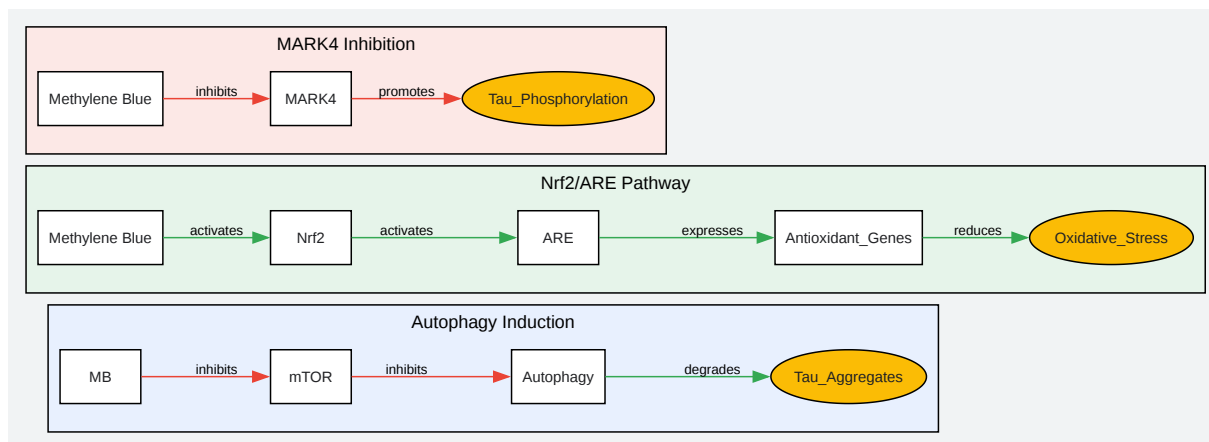 MARK4 Inhibition
Methylene Blue inhibits MARK4 promotes Tau_Phosphorylation
Nrf2/ARE Pathway
Methylene Blue activates Nrf2 activates ARE expresses Antioxidant_Genes reduces Oxidative_Stress
Autophagy Induction
MB inhibits mTOR inhibits Autophagy degrades Tau_Aggregates